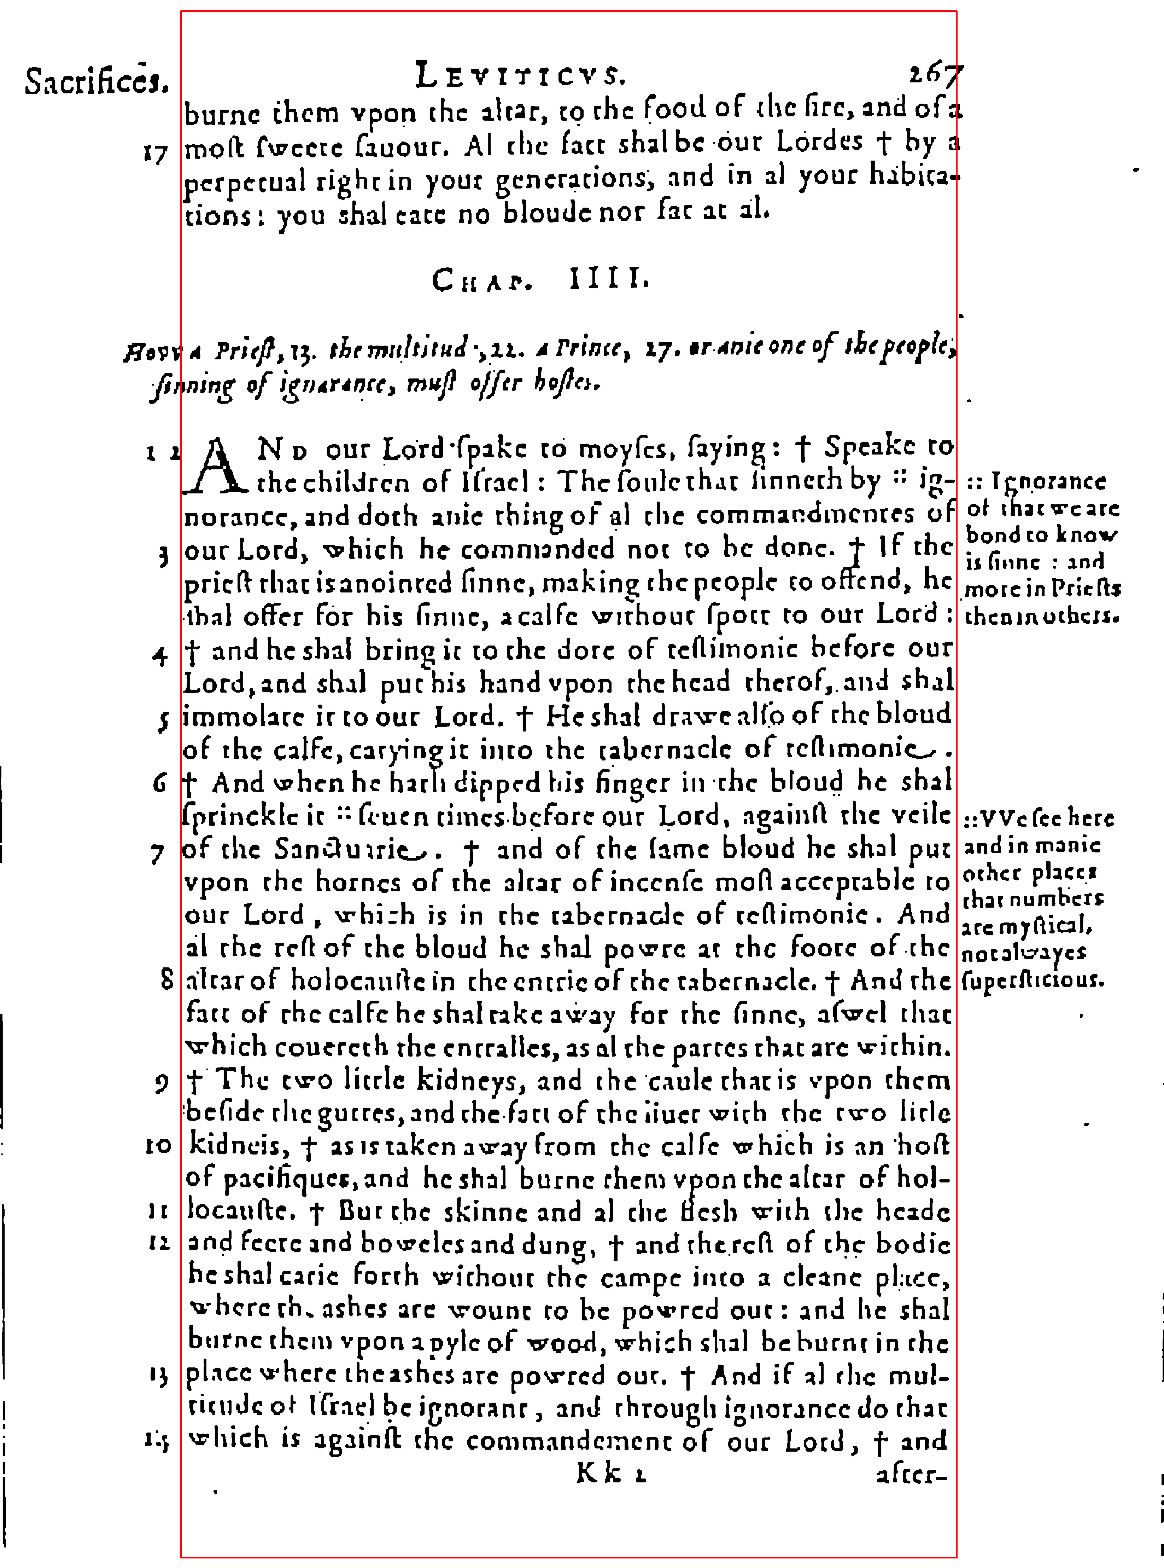 Sacrificēs. LEVITICVS. 267
burne them vpon the altar, to the food of the fire, and of a
17 moſt ſweete ſauour. Al the fatt shal be our Lordes † by a
perpetual right in your generations, and in al your habita-
tions: you shal eate no bloude nor fat at al.
CHAP. IIII.
Hovv a Prieſt, 13. the multitud, 22. a Prince, 27. or anie one of the people,
ſinning of ignorance, muſt offer hoſtes.
1 2 AND our Lord ſpake to moyſes, ſaying: † Speake to
the children of Iſrael: The ſoule that ſinneth by :: ig-
norance, and doth anie thing of al the commandmentes of
3 our Lord, which he commanded not to be done. † If the
prieſt that is anointed ſinne, making the people to offend, he
shal offer for his ſinne, a calfe without ſpott to our Lord:
4 † and he shal bring it to the dore of teſtimonie before our
Lord, and shal put his hand vpon the head therof, and shal
5 immolate it to our Lord. † He shal drawe alſo of the bloud
of the calfe, carying it into the tabernacle of teſtimonie.
6 † And when he hath dipped his finger in the bloud he shal
ſprinckle it :: ſeuen times before our Lord, againſt the veile
7 of the Sanctuarie. † and of the ſame bloud he shal put
vpon the hornes of the altar of incenſe moſt acceptable to
our Lord, which is in the tabernacle of teſtimonie. And
al the reſt of the bloud he shal powre at the foote of the
8 altar of holocauſte in the entrie of the tabernacle. † And the
fatt of the calfe he shal take away for the ſinne, aſwel that
which couereth the entralles, as al the partes that are within.
9 † The two little kidneys, and the caule that is vpon them
beſide the guttes, and the fatt of the liuer with the two litle
10 kidneis, † as is taken away from the calfe which is an hoſt
of pacifiques, and he shal burne them vpon the altar of hol-
11 locauſte. † But the skinne and al the flesh with the heade
12 and feete and boweles and dung, † and the reſt of the bodie
he shal carie forth without the campe into a cleane place,
where the ashes are wount to be powred out: and he shal
burne them vpon a pyle of wood, which shal be burnt in the
13 place where the ashes are powred out. † And if al the mul-
titude of Iſrael be ignorant, and through ignorance do that
14 which is againſt the commandement of our Lord, † and
Kk 2 after-
:: Ignorance
of that we are
bond to know
is ſinne: and
more in Prieſts
then in others.
:: VVe ſee here
and in manie
other places
that numbers
are myſtical,
not alwayes
ſuperſticious.